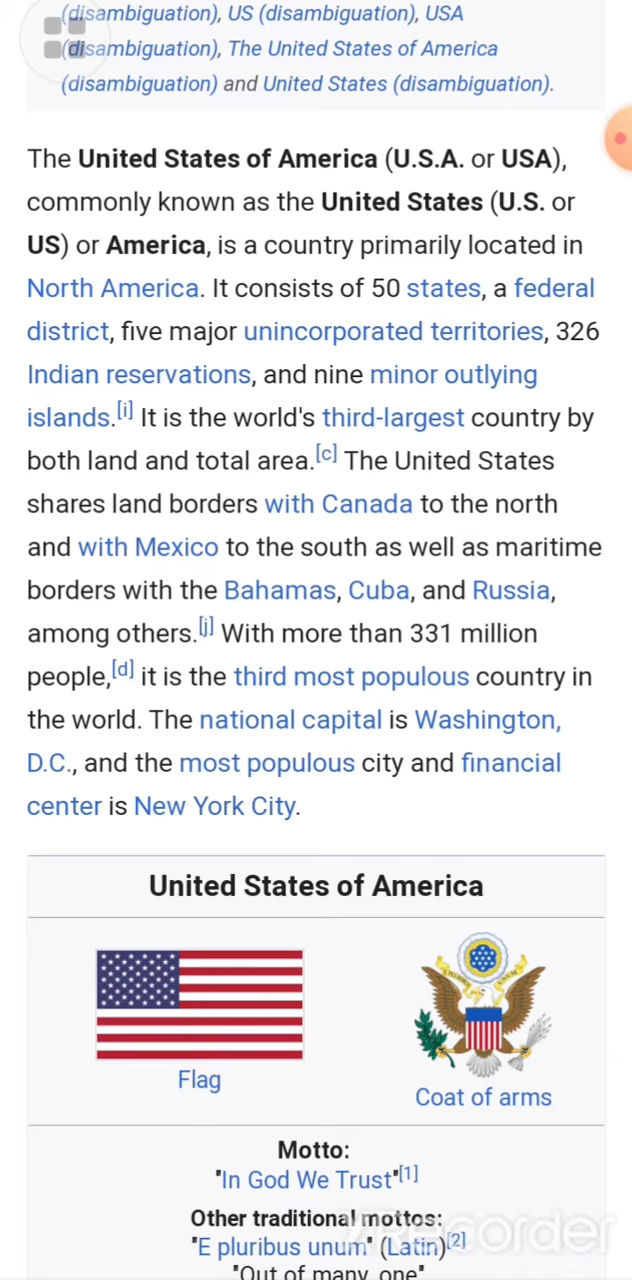 (disambiguation), US (disambiguation), USA
(disambiguation), The United States of America
(disambiguation) and United States (disambiguation).
The United States of America (U.S.A. or USA),
commonly known as the United States (U.S. or
US) or America, is a country primarily located in
North America. It consists of 50 states, a federal
district, five major unincorporated territories, 326
Indian reservations, and nine minor outlying
islands.[i] It is the world's third-largest country by
both land and total area.[c] The United States
shares land borders with Canada to the north
and with Mexico to the south as well as maritime
borders with the Bahamas, Cuba, and Russia,
among others.[j] With more than 331 million
people,[d] it is the third most populous country in
the world. The national capital is Washington,
D.C., and the most populous city and financial
center is New York City.
United States of America
Flag
Coat of arms
Motto:
"In God We Trust"[1]
Other traditional mottos:
"E pluribus unum" (Latin)[2]
"Out of many, one"